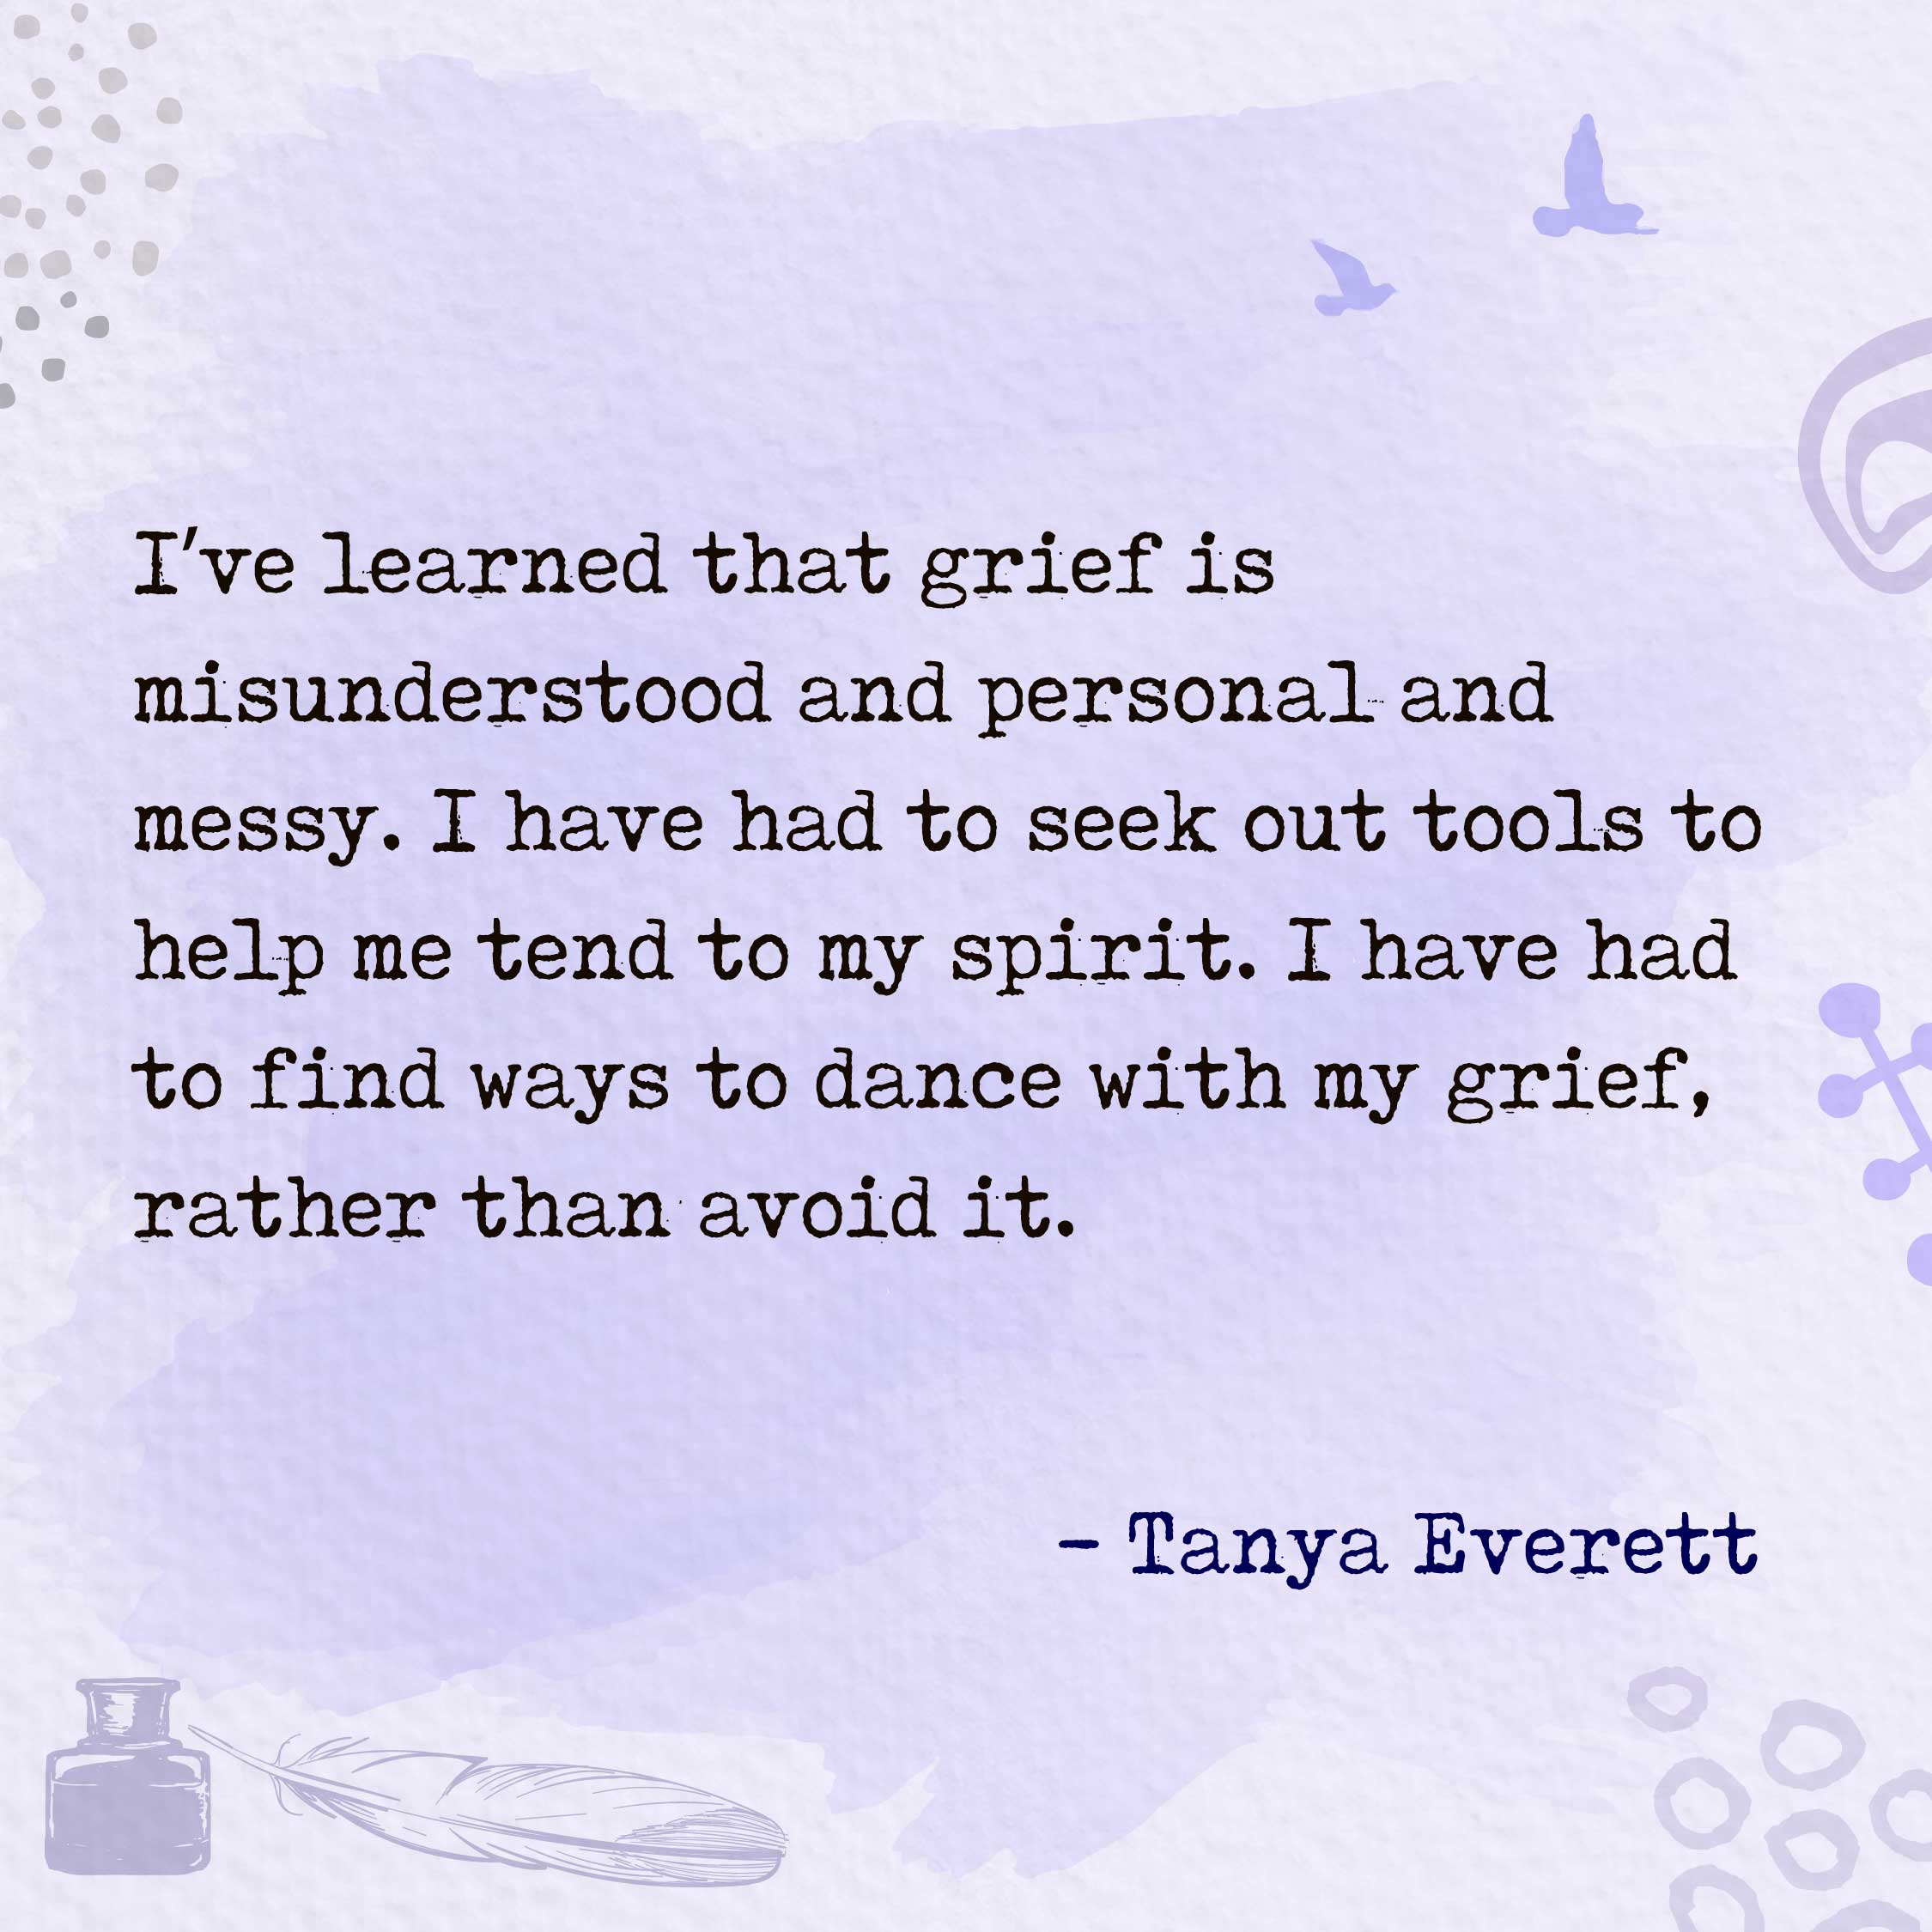 I've learned that grief is
misunderstood and personal and
messy. I have had to seek out tools to
help me tend to my spirit. I have had
to find ways to dance with my grief,
rather than avoid it.
- Tanya Everett